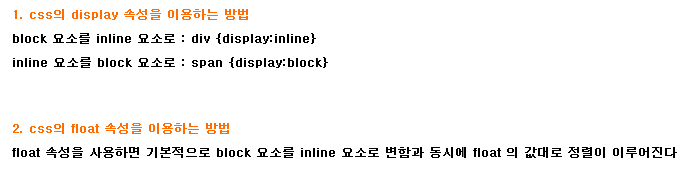 1. css의 display 속성을 이용하는 방법
block 요소를 inline 요소로 : div {display:inline}
inline 요소를 block 요소로 : span {display:block}
2. css의 float 속성을 이용하는 방법
float 속성을 사용하면 기본적으로 block 요소를 inline 요소로 변함과 동시에 float 의 값대로 정렬이 이루어진다